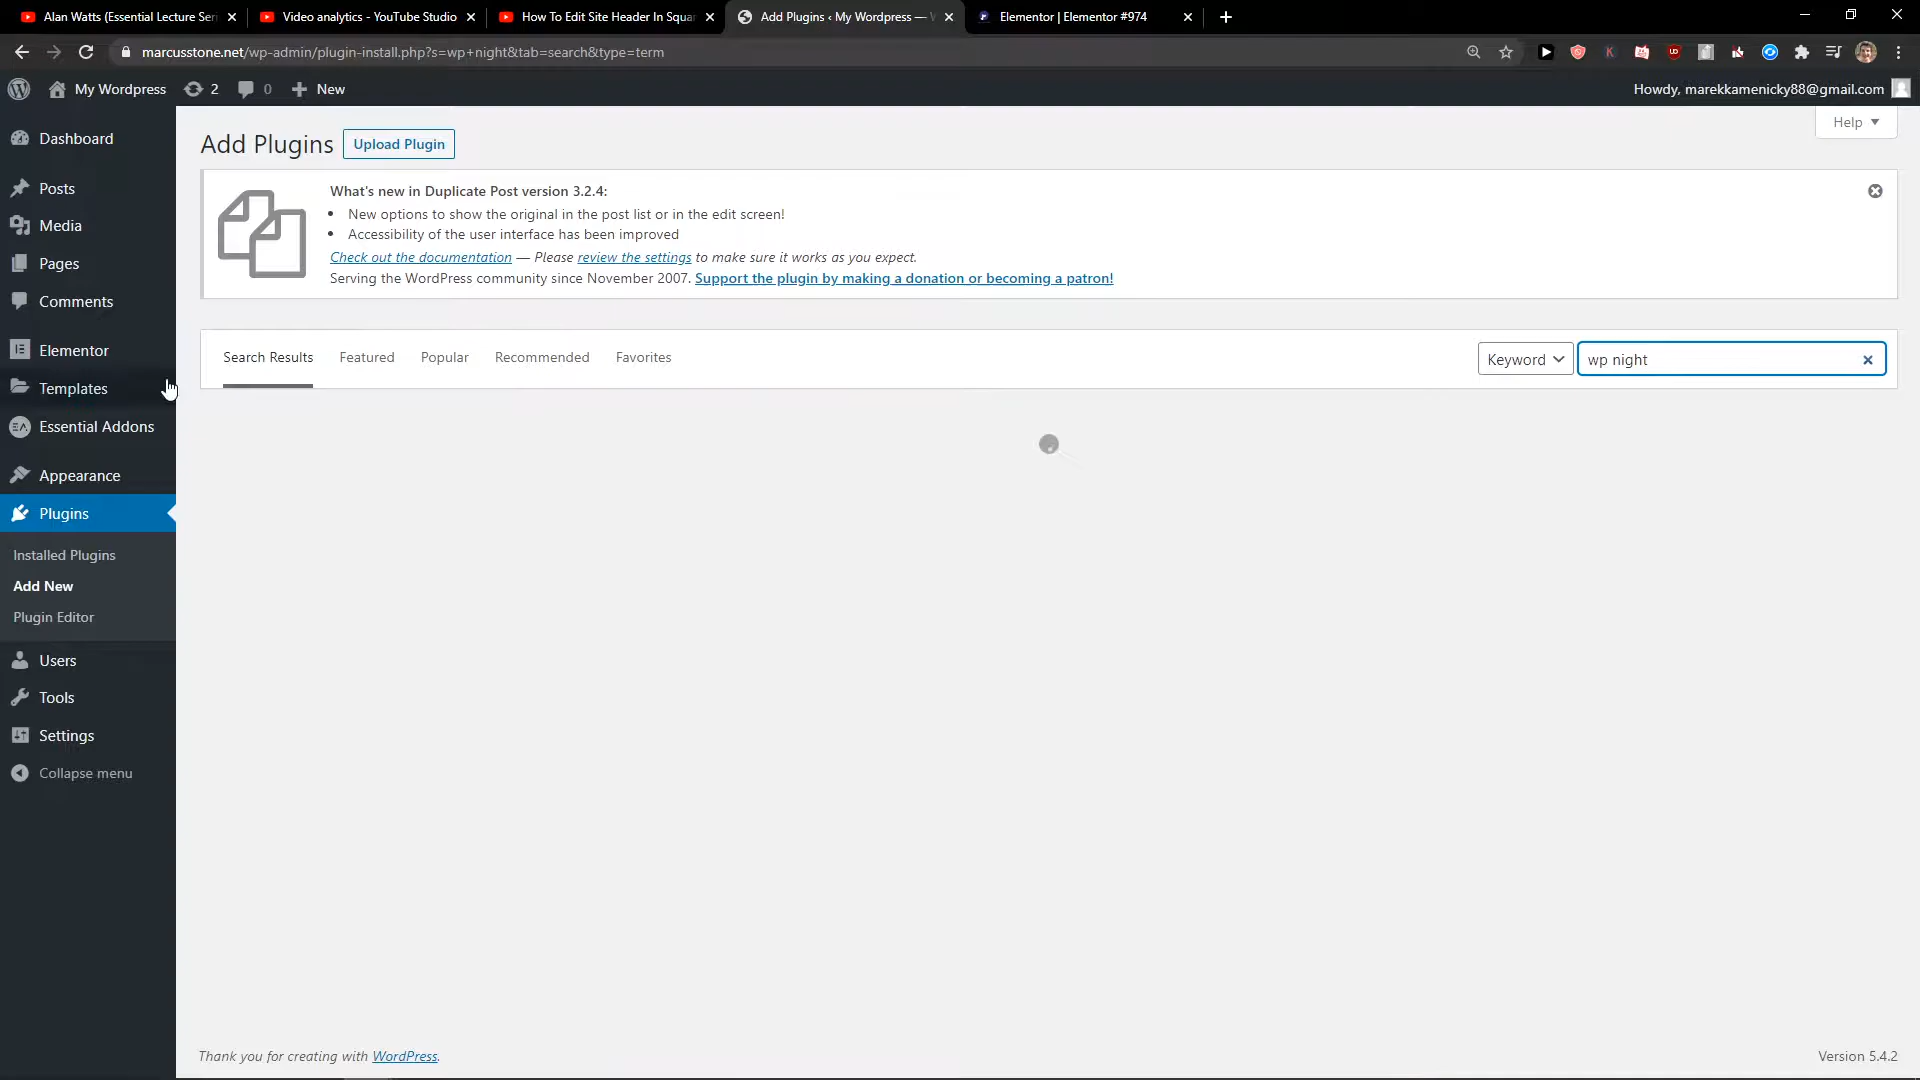 Alan Watts (Essential Lecture Ser
Video analytics - YouTube Studio
How To Edit Site Header In Squar
Add Plugins ‹ My Wordpress — W
Elementor | Elementor #974
marcusstone.net/wp-admin/plugin-install.php?s=wp+night&tab=search&type=term
My Wordpress
2
0
New
Howdy, marekkamenicky88@gmail.com
Dashboard
Posts
Media
Pages
Comments
Elementor
Templates
Essential Addons
Appearance
Plugins
Installed Plugins
Add New
Plugin Editor
Users
Tools
Settings
Collapse menu
Help
Add Plugins
Upload Plugin
What's new in Duplicate Post version 3.2.4:
New options to show the original in the post list or in the edit screen!
Accessibility of the user interface has been improved
Check out the documentation — Please review the settings to make sure it works as you expect.
Serving the WordPress community since November 2007. Support the plugin by making a donation or becoming a patron!
Search Results
Featured
Popular
Recommended
Favorites
Keyword
wp night
Thank you for creating with WordPress.
Version 5.4.2